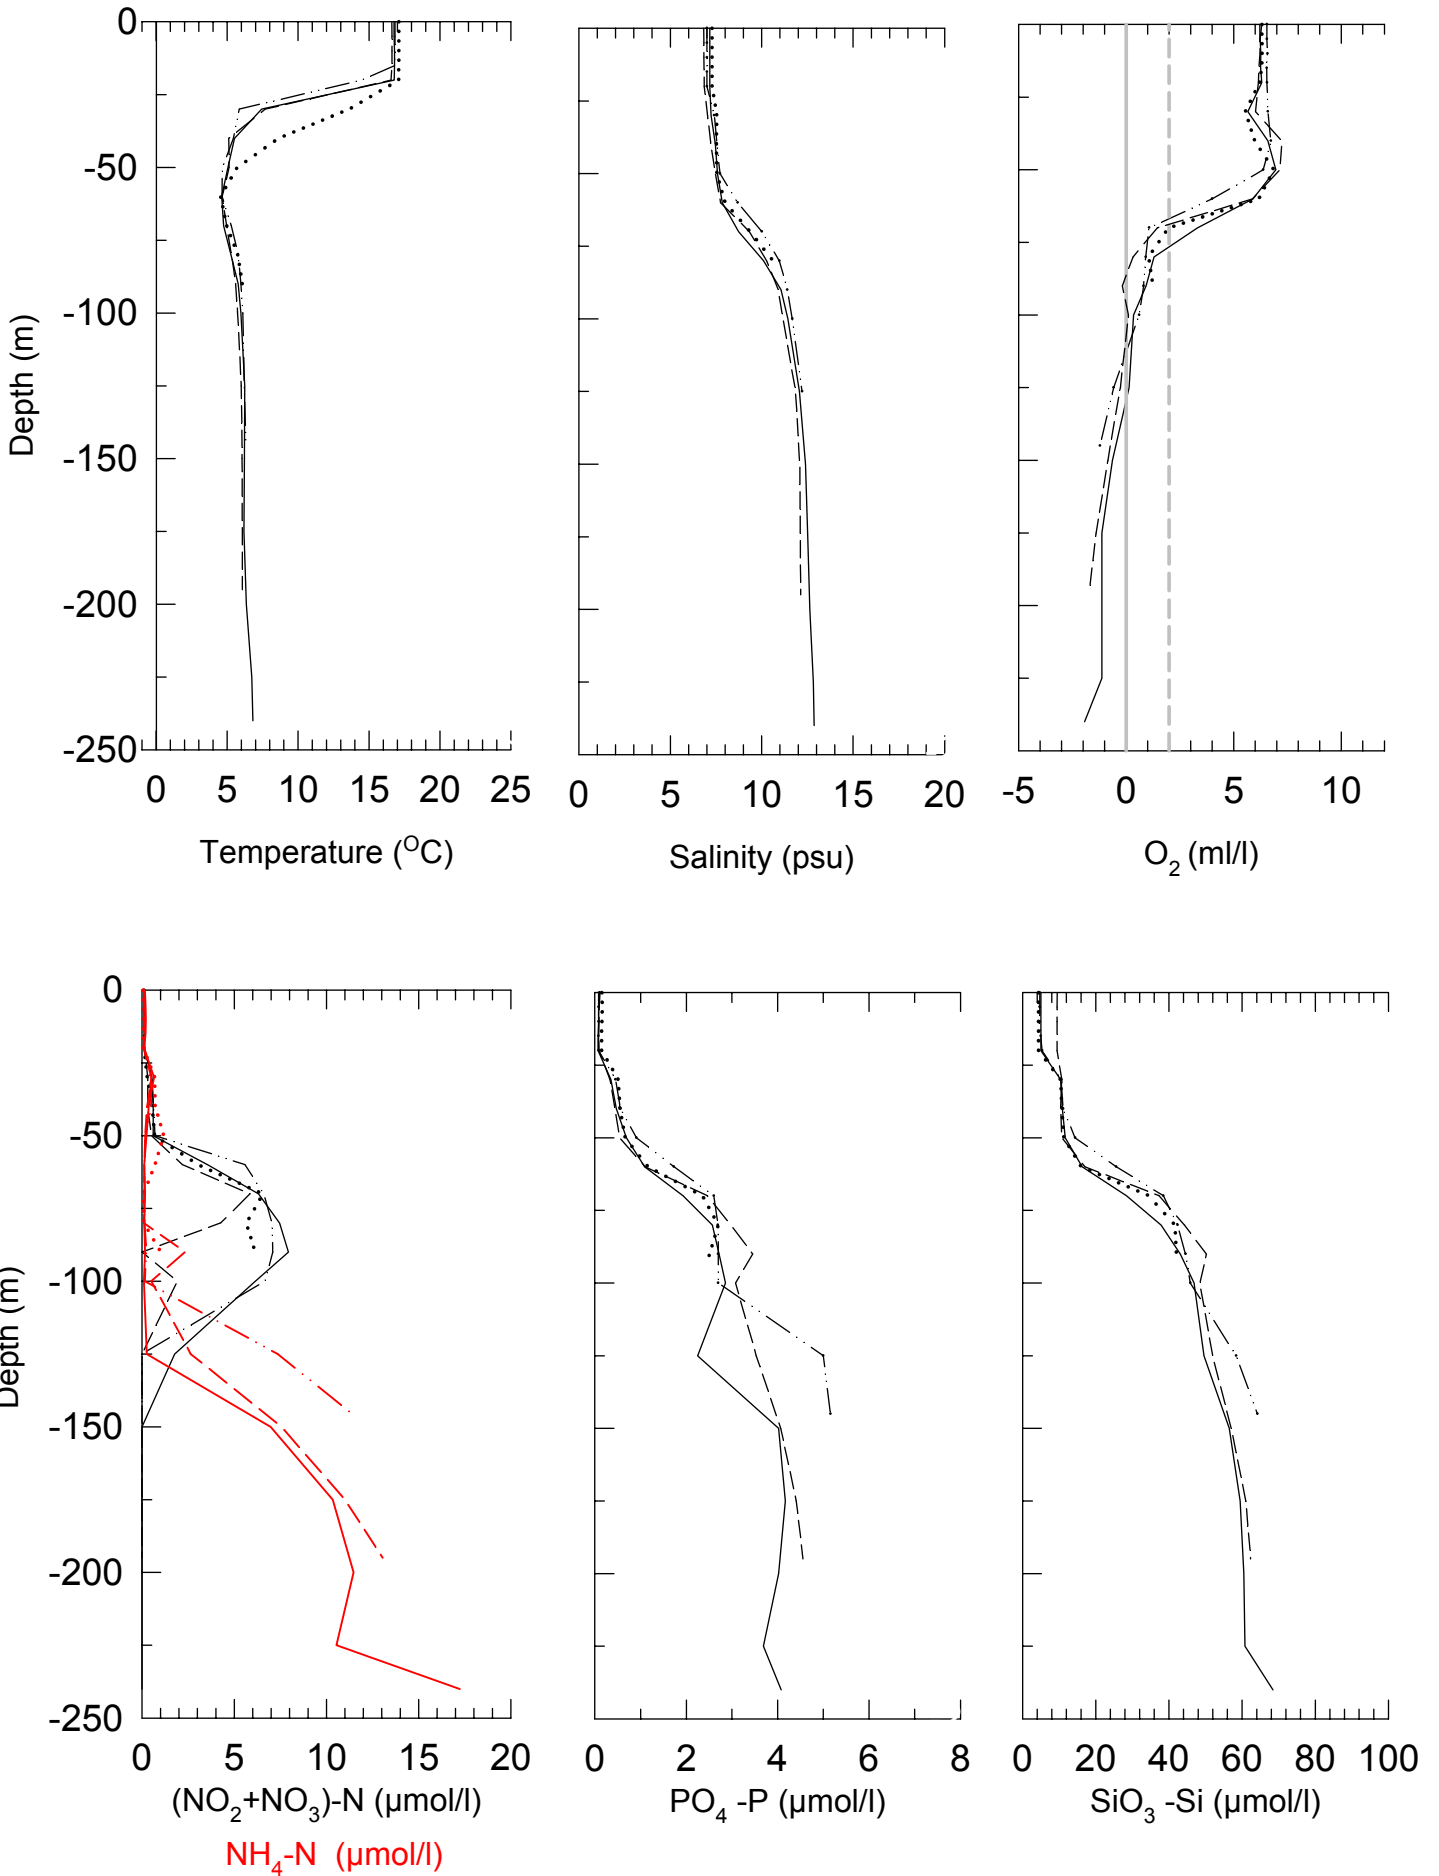 0
-50
-100
-150
-200
-250
Depth (m)
0 5 10 15 20 25
Temperature (°C)
0 5 10 15 20
Salinity (psu)
-5 0 5 10
O₂ (ml/l)
0
-50
-100
-150
-200
-250
Depth (m)
0 5 10 15 20
(NO₂+NO₃)-N (µmol/l)
NH₄-N (µmol/l)
0 2 4 6 8
PO₄ -P (µmol/l)
0 20 40 60 80 100
SiO₃ -Si (µmol/l)